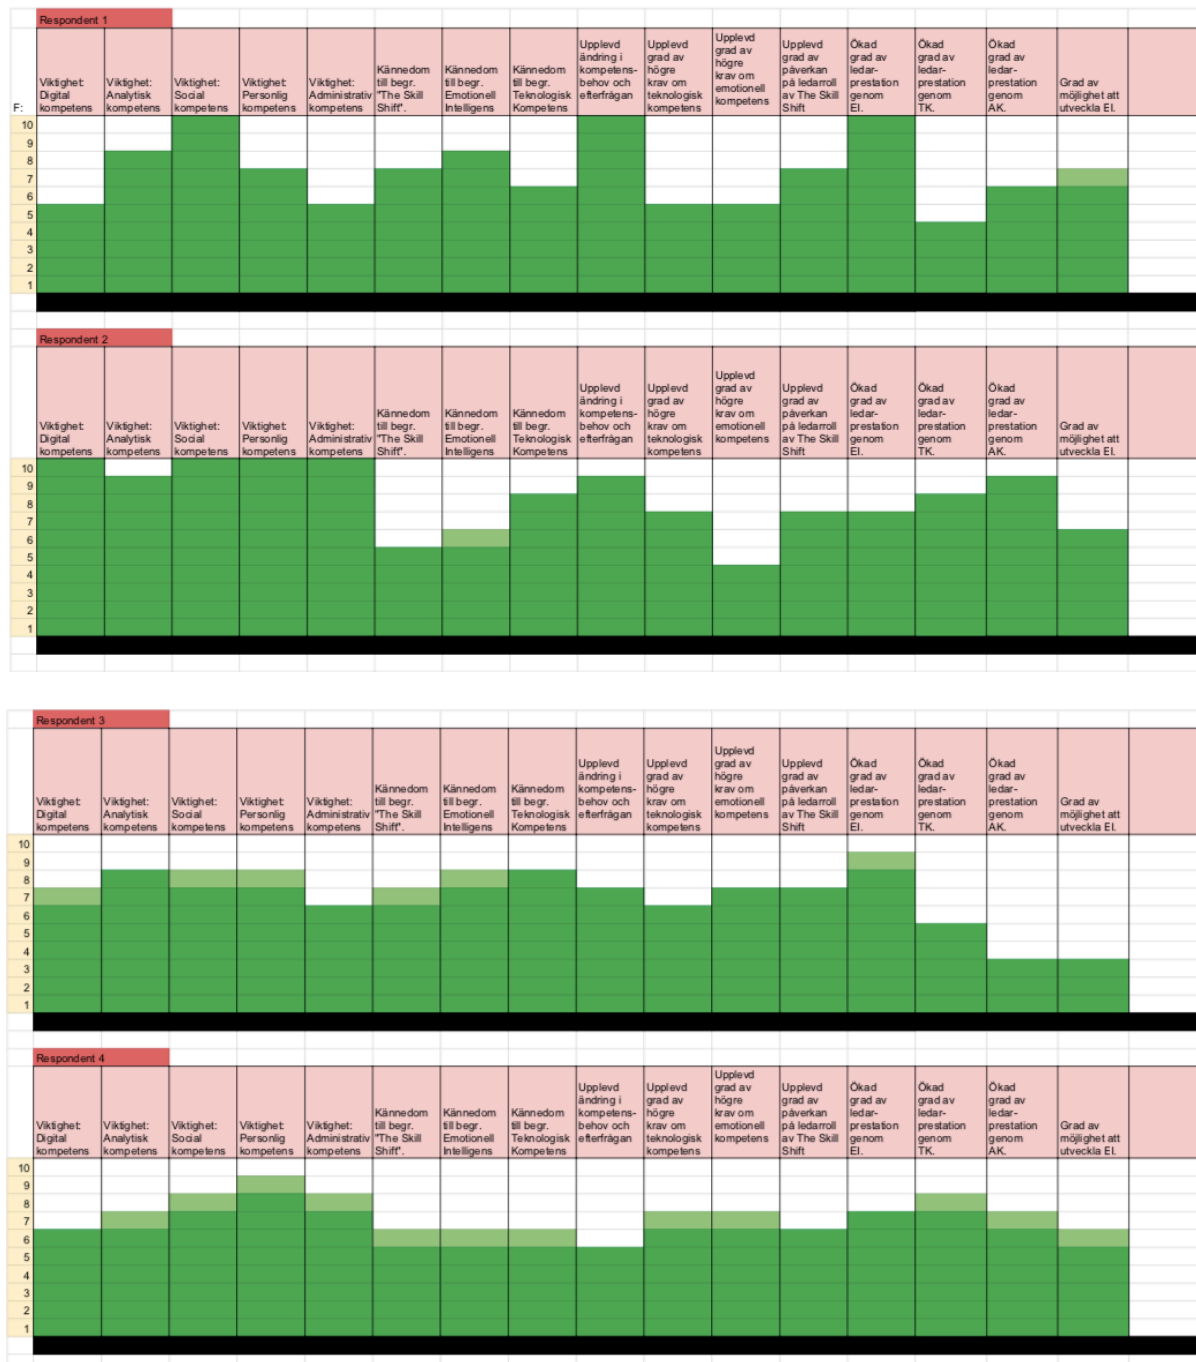 Respondent 1
F:
Viktighet:
Digital
kompetens
Viktighet:
Analytisk
kompetens
Viktighet:
Social
kompetens
Viktighet:
Personlig
kompetens
Viktighet:
Administrativ
kompetens
Kännedom
till begr.
"The Skill
Shift".
Kännedom
till begr.
Emotionell
Intelligens
Kännedom
till begr.
Teknologisk
Kompetens
Upplevd
ändring i
kompetens-
behov och
efterfrågan
Upplevd
grad av
högre
krav om
teknologisk
kompetens
Upplevd
grad av
högre
krav om
emotionell
kompetens
Upplevd
grad av
påverkan
på ledarroll
av The Skill
Shift
Ökad
grad av
ledar-
prestation
genom
EI.
Ökad
grad av
ledar-
prestation
genom
TK.
Ökad
grad av
ledar-
prestation
genom
AK.
Grad av
möjlighet att
utveckla EI.
10
9
8
7
6
5
4
3
2
1
Respondent 2
Viktighet:
Digital
kompetens
Viktighet:
Analytisk
kompetens
Viktighet:
Social
kompetens
Viktighet:
Personlig
kompetens
Viktighet:
Administrativ
kompetens
Kännedom
till begr.
"The Skill
Shift".
Kännedom
till begr.
Emotionell
Intelligens
Kännedom
till begr.
Teknologisk
Kompetens
Upplevd
ändring i
kompetens-
behov och
efterfrågan
Upplevd
grad av
högre
krav om
teknologisk
kompetens
Upplevd
grad av
högre
krav om
emotionell
kompetens
Upplevd
grad av
påverkan
på ledarroll
av The Skill
Shift
Ökad
grad av
ledar-
prestation
genom
EI.
Ökad
grad av
ledar-
prestation
genom
TK.
Ökad
grad av
ledar-
prestation
genom
AK.
Grad av
möjlighet att
utveckla EI.
10
9
8
7
6
5
4
3
2
1
Respondent 3
Viktighet:
Digital
kompetens
Viktighet:
Analytisk
kompetens
Viktighet:
Social
kompetens
Viktighet:
Personlig
kompetens
Viktighet:
Administrativ
kompetens
Kännedom
till begr.
"The Skill
Shift".
Kännedom
till begr.
Emotionell
Intelligens
Kännedom
till begr.
Teknologisk
Kompetens
Upplevd
ändring i
kompetens-
behov och
efterfrågan
Upplevd
grad av
högre
krav om
teknologisk
kompetens
Upplevd
grad av
högre
krav om
emotionell
kompetens
Upplevd
grad av
påverkan
på ledarroll
av The Skill
Shift
Ökad
grad av
ledar-
prestation
genom
EI.
Ökad
grad av
ledar-
prestation
genom
TK.
Ökad
grad av
ledar-
prestation
genom
AK.
Grad av
möjlighet att
utveckla EI.
10
9
8
7
6
5
4
3
2
1
Respondent 4
Viktighet:
Digital
kompetens
Viktighet:
Analytisk
kompetens
Viktighet:
Social
kompetens
Viktighet:
Personlig
kompetens
Viktighet:
Administrativ
kompetens
Kännedom
till begr.
"The Skill
Shift".
Kännedom
till begr.
Emotionell
Intelligens
Kännedom
till begr.
Teknologisk
Kompetens
Upplevd
ändring i
kompetens-
behov och
efterfrågan
Upplevd
grad av
högre
krav om
teknologisk
kompetens
Upplevd
grad av
högre
krav om
emotionell
kompetens
Upplevd
grad av
påverkan
på ledarroll
av The Skill
Shift
Ökad
grad av
ledar-
prestation
genom
EI.
Ökad
grad av
ledar-
prestation
genom
TK.
Ökad
grad av
ledar-
prestation
genom
AK.
Grad av
möjlighet att
utveckla EI.
10
9
8
7
6
5
4
3
2
1